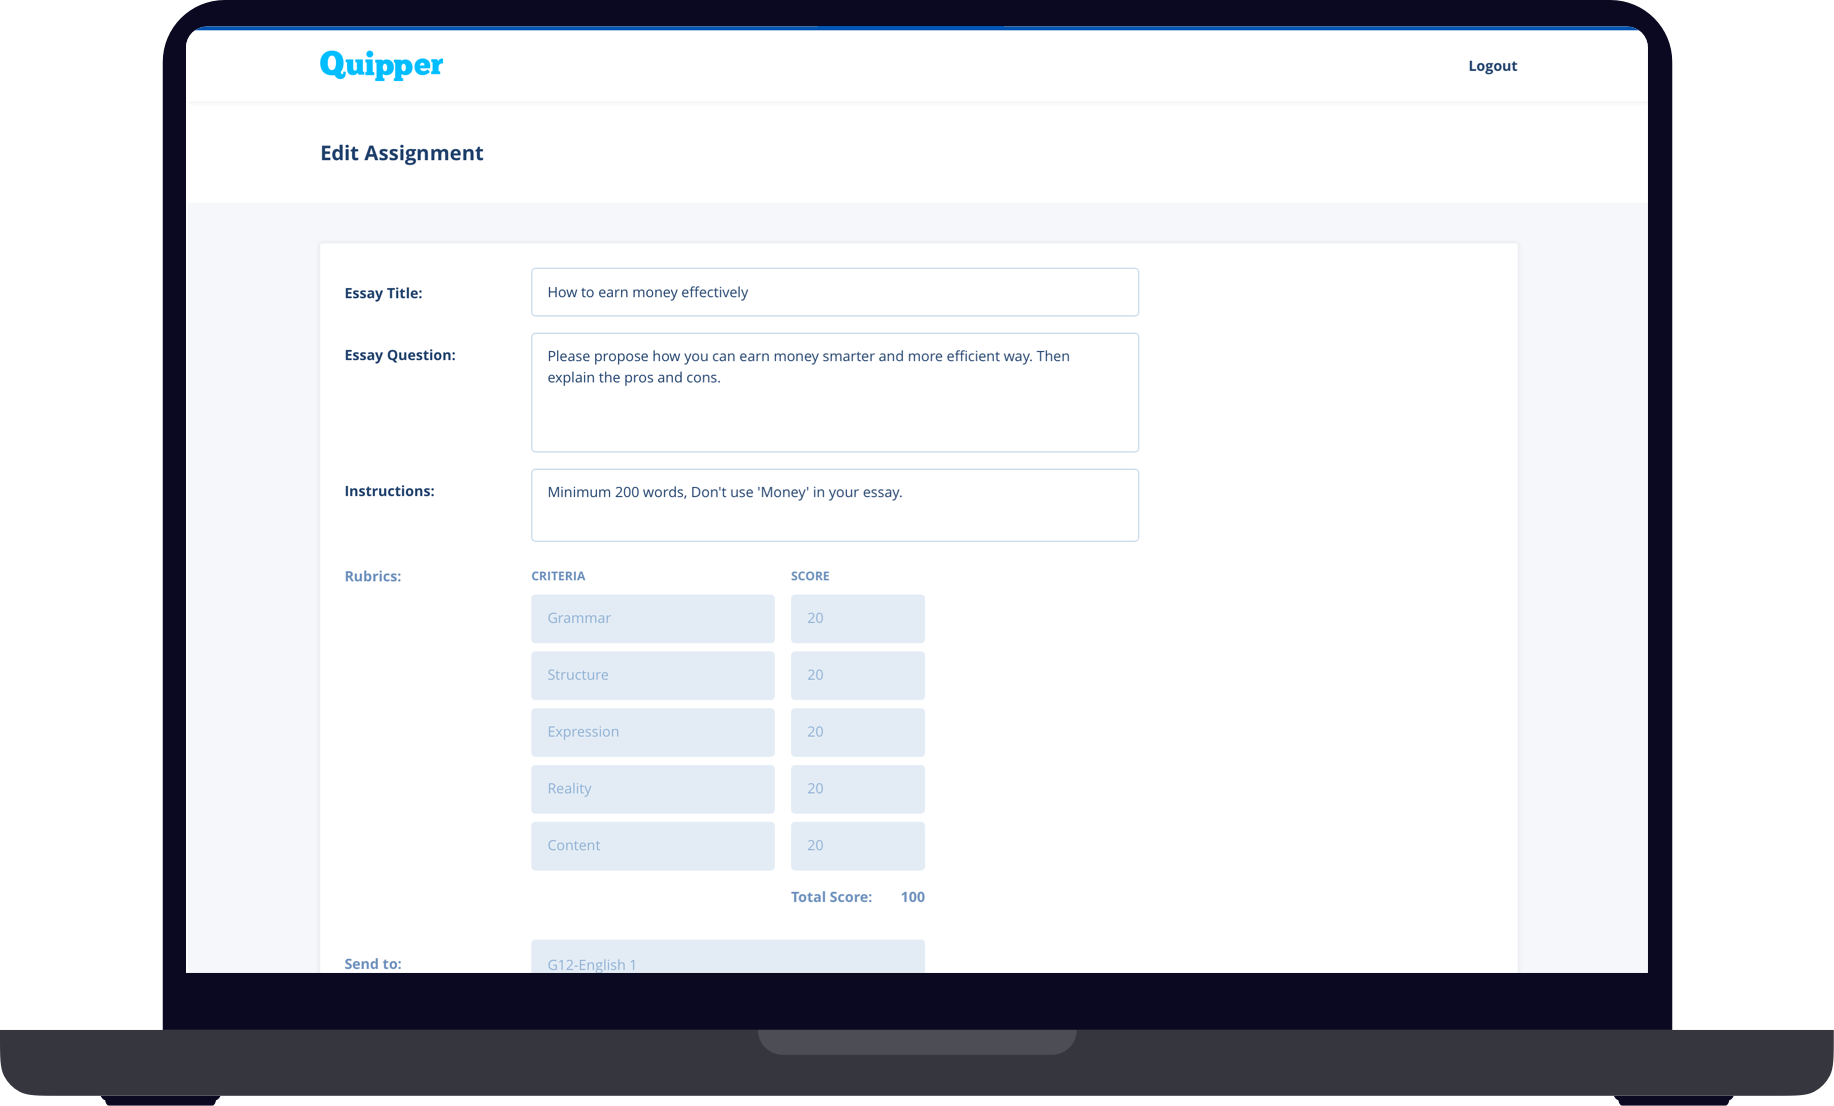 Quipper
Logout
Edit Assignment
Essay Title:
How to earn money effectively
Essay Question:
Please propose how you can earn money smarter and more efficient way. Then
explain the pros and cons.
Instructions:
Minimum 200 words, Don't use 'Money' in your essay.
Rubrics:
CRITERIA
SCORE
Grammar
20
Structure
20
Expression
20
Reality
20
Content
20
Total Score: 100
Send to:
G12-English 1